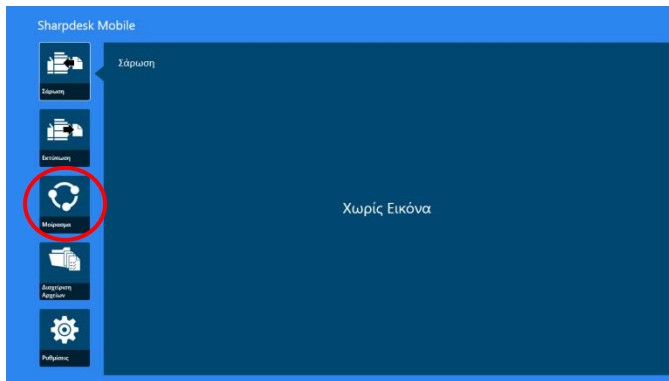 Sharpdesk Mobile
Σάρωση
Σάρωση
Εκτύπωση
Χωρίς Εικόνα
Μοίρασμα
Διαχείριση
Αρχείων
Ρυθμίσεις